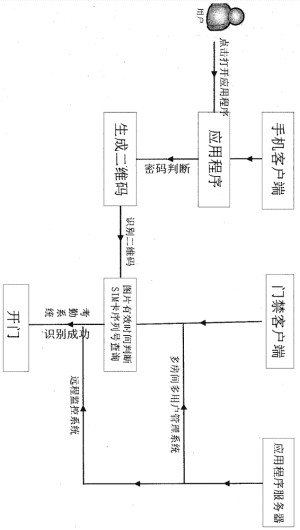 用户
点击打开应用程序
手机客户端
应用程序
密码判断
生成二维码
识别二维码
门禁客户端
图片有效时间判断
SIM卡序列号查询
多房间多用户管理系统
考勤系统
识别成功
开门
远程监控系统
应用程序服务器